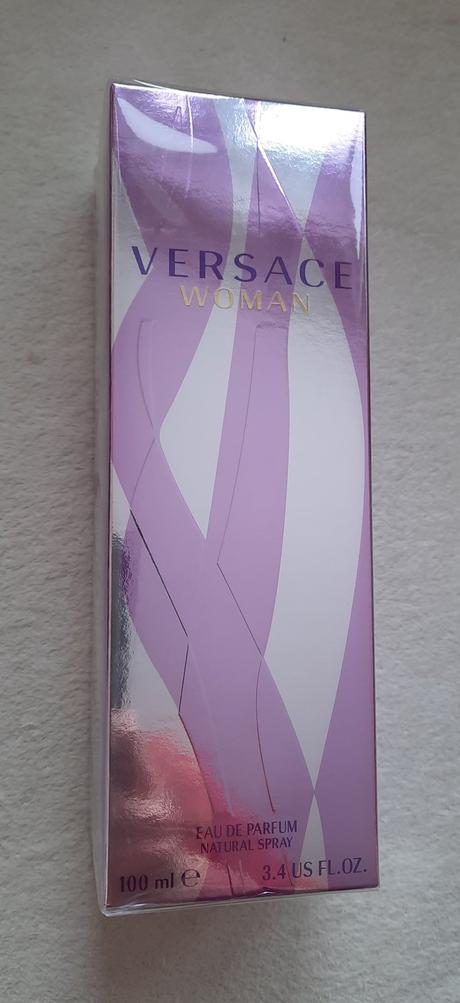 VERSACE
WOMAN
EAU DE PARFUM
NATURAL SPRAY
100 ml ℮ 3.4 US FL.OZ.